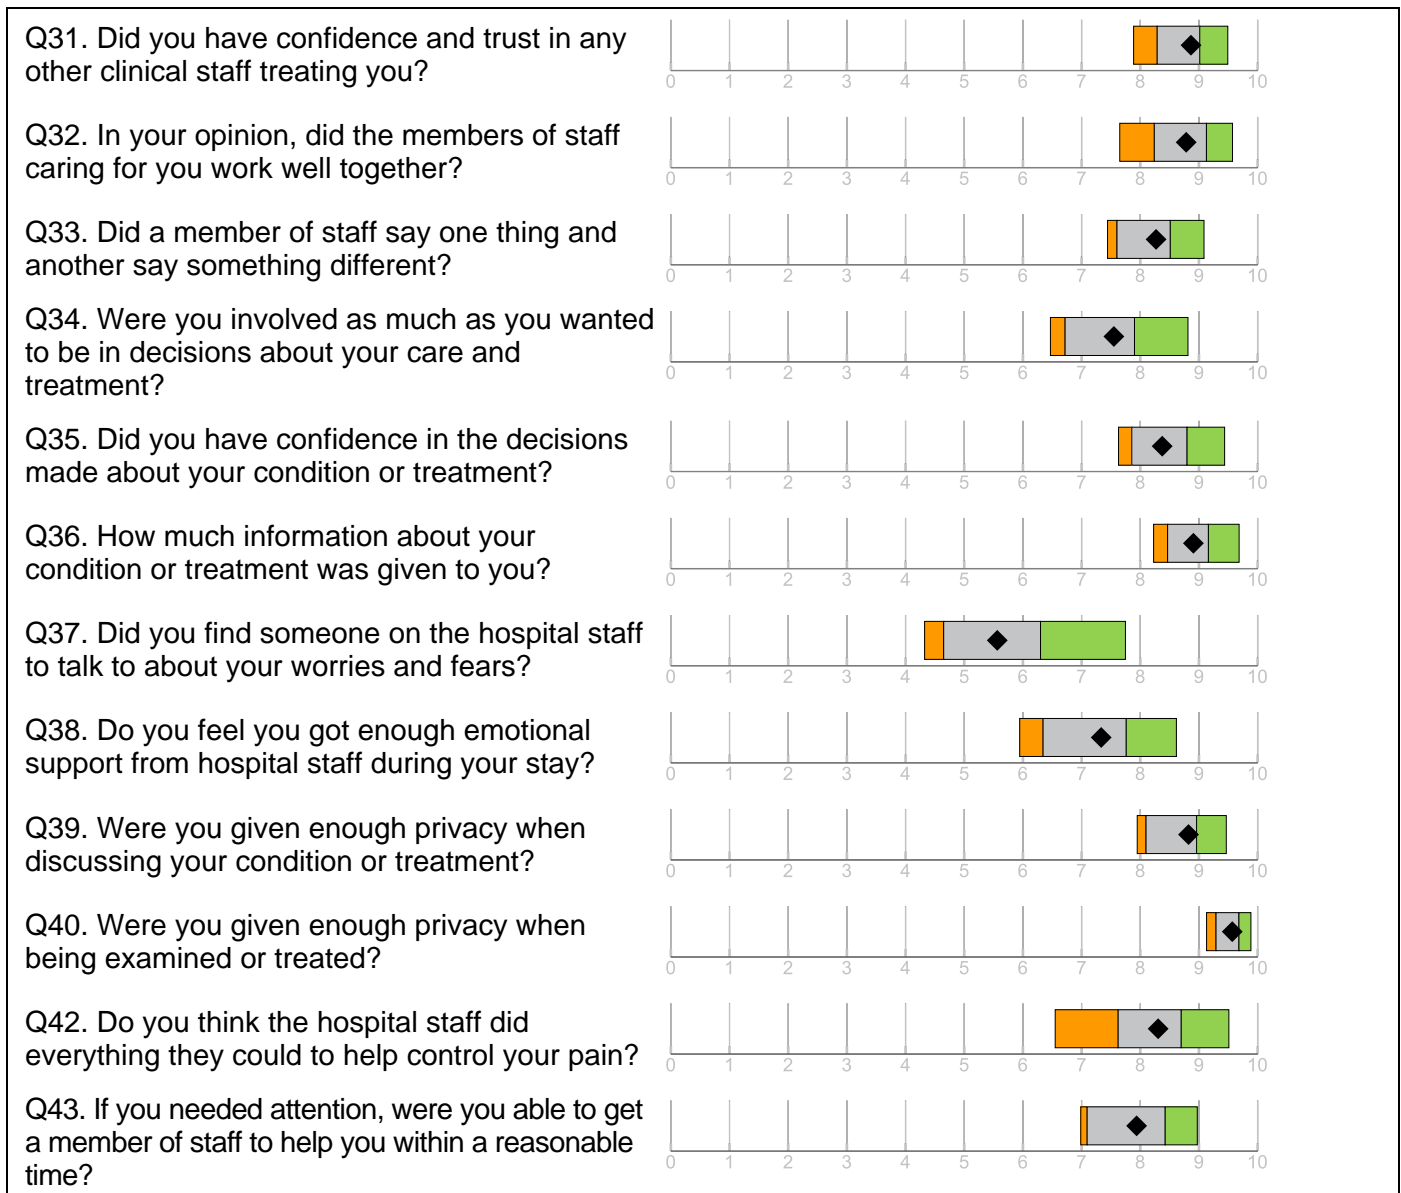 Q31. Did you have confidence and trust in any
other clinical staff treating you?
0 1 2 3 4 5 6 7 8 9 10
Q32. In your opinion, did the members of staff
caring for you work well together?
0 1 2 3 4 5 6 7 8 9 10
Q33. Did a member of staff say one thing and
another say something different?
0 1 2 3 4 5 6 7 8 9 10
Q34. Were you involved as much as you wanted
to be in decisions about your care and
treatment?
0 1 2 3 4 5 6 7 8 9 10
Q35. Did you have confidence in the decisions
made about your condition or treatment?
0 1 2 3 4 5 6 7 8 9 10
Q36. How much information about your
condition or treatment was given to you?
0 1 2 3 4 5 6 7 8 9 10
Q37. Did you find someone on the hospital staff
to talk to about your worries and fears?
0 1 2 3 4 5 6 7 8 9 10
Q38. Do you feel you got enough emotional
support from hospital staff during your stay?
0 1 2 3 4 5 6 7 8 9 10
Q39. Were you given enough privacy when
discussing your condition or treatment?
0 1 2 3 4 5 6 7 8 9 10
Q40. Were you given enough privacy when
being examined or treated?
0 1 2 3 4 5 6 7 8 9 10
Q42. Do you think the hospital staff did
everything they could to help control your pain?
0 1 2 3 4 5 6 7 8 9 10
Q43. If you needed attention, were you able to get
a member of staff to help you within a reasonable
time?
0 1 2 3 4 5 6 7 8 9 10